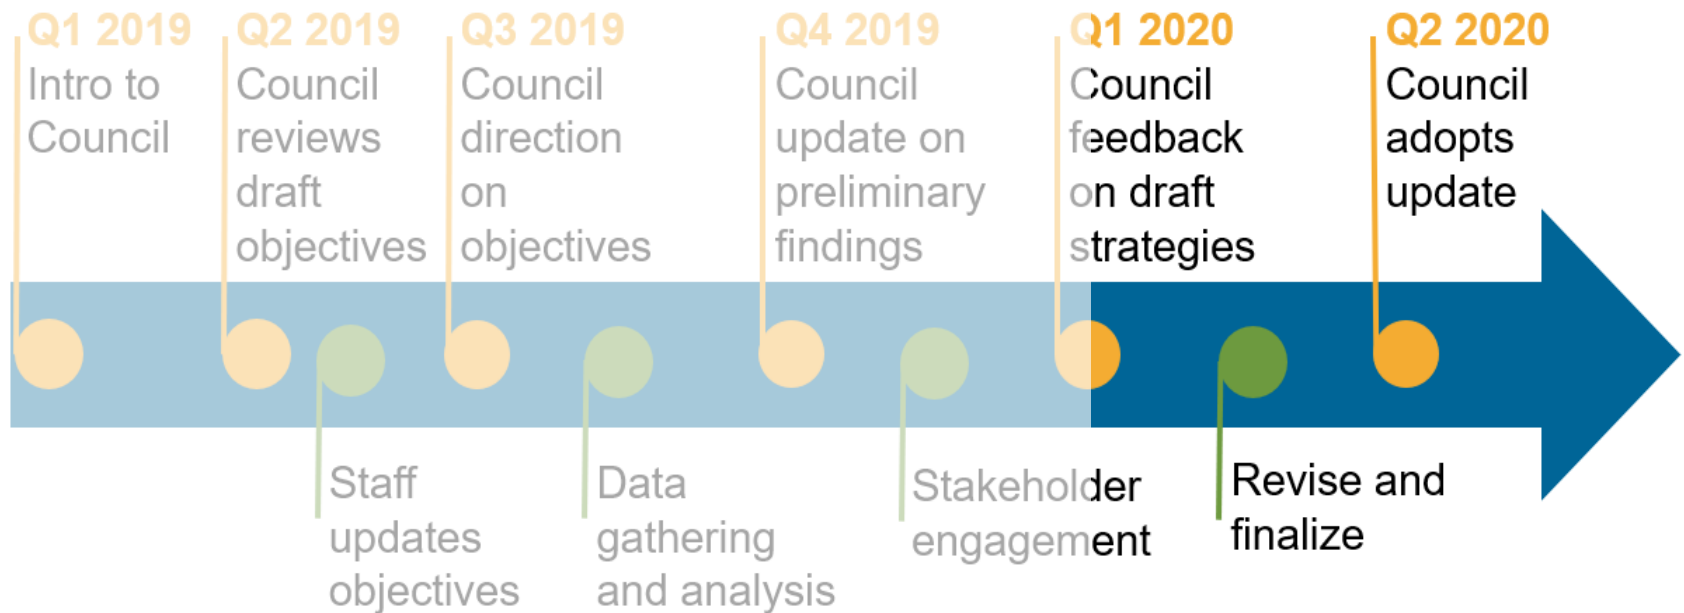 Q1 2019
Intro to
Council
Q2 2019
Council
reviews
draft
objectives
Q3 2019
Council
direction
on
objectives
Q4 2019
Council
update on
preliminary
findings
Q1 2020
Council
feedback
on draft
strategies
Q2 2020
Council
adopts
update
Staff
updates
objectives
Data
gathering
and analysis
Stakeholder
engagement
Revise and
finalize